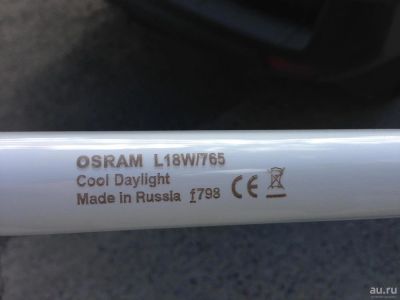 OSRAM L18W/765
Cool Daylight
Made in Russia f798 CE
au.ru